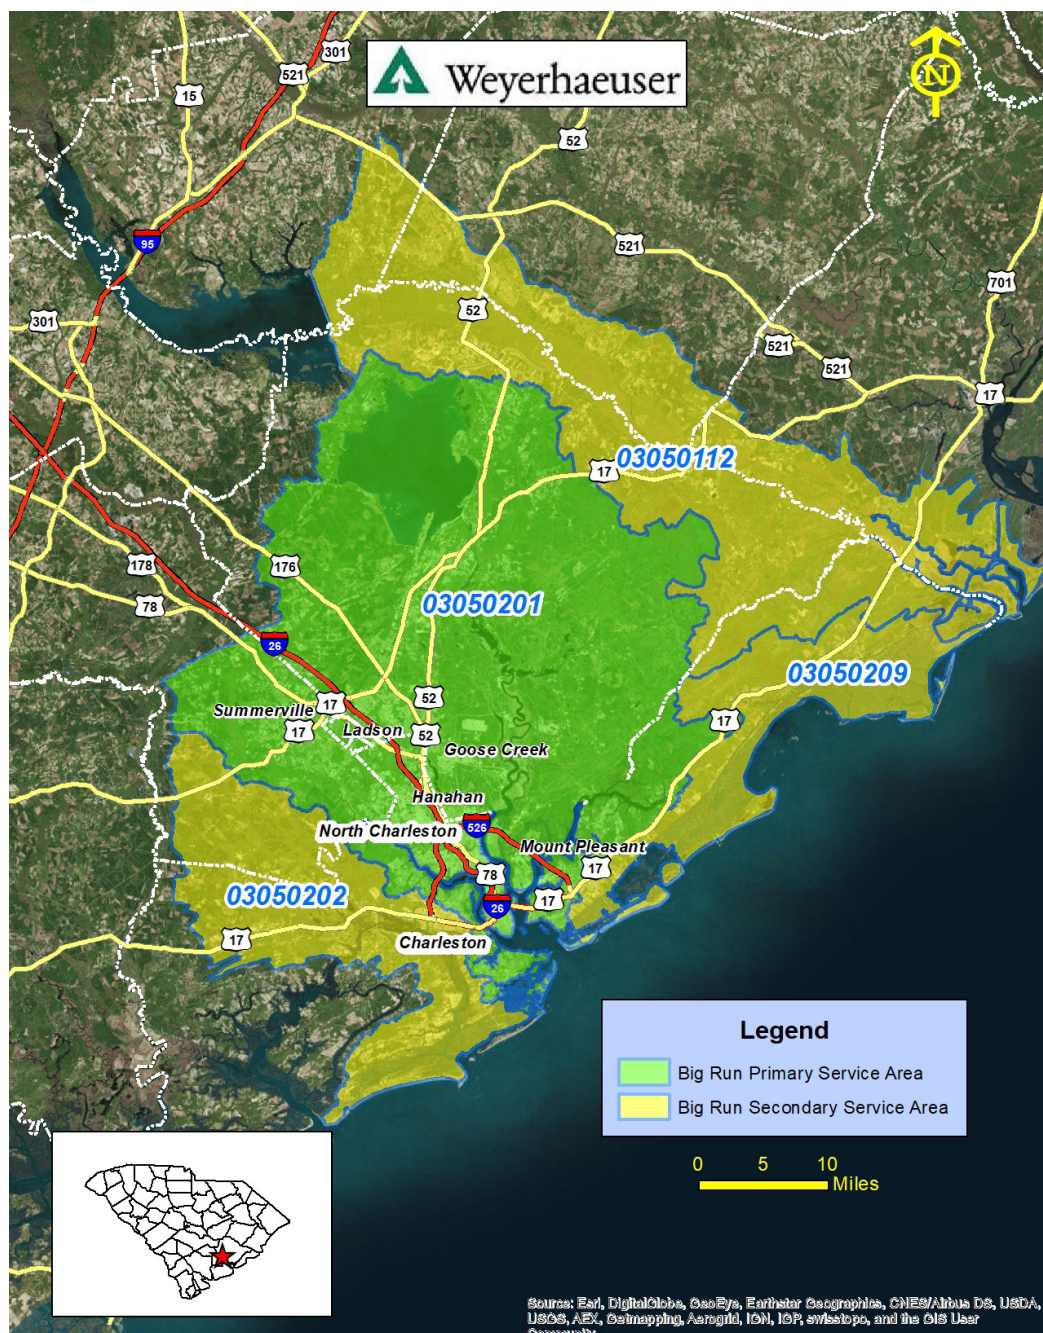 301
521
15
Weyerhaeuser
N
52
95
521
701
52
301
521
521
17
03050112
17
178
176
78
03050201
26
03050209
52
Summerville
17
17
17
Ladson
52
Goose Creek
Hanahan
North Charleston
526
Mount Pleasant
78
17
03050202
17
26
17
Charleston
Legend
Big Run Primary Service Area
Big Run Secondary Service Area
0 5 10
Miles
Source: Esri, DigitalGlobe, GeoEye, Earthstar Geographics, CNES/Airbus DS, USDA,
USGS, AEX, Getmapping, Aerogrid, IGN, IGP, swisstopo, and the GIS User
Community